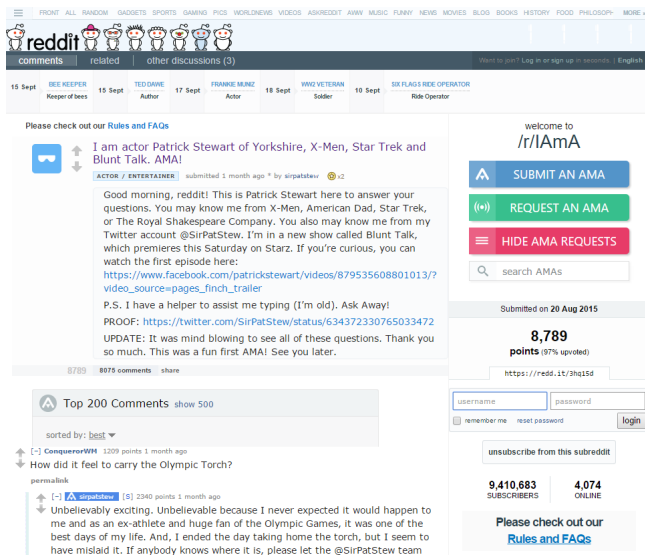 FRONT ALL RANDOM GADGETS SPORTS GAMING PICS WORLDNEWS VIDEOS ASKREDDIT AWW MUSIC FUNNY NEWS MOVIES BLOG BOOKS HISTORY FOOD PHILOSOPH MORE
reddit
comments related other discussions (3)
Want to join? Log in or sign up in seconds. | English
15 Sept BEE KEEPER 15 Sept TED DAWE 17 Sept FRANKIE MUNIZ 18 Sept WW2 VETERAN 10 Sept SIX FLAGS RIDE OPERATOR
Keeper of bees Author Actor Soldier Ride Operator
Please check out our Rules and FAQs
I am actor Patrick Stewart of Yorkshire, X-Men, Star Trek and
Blunt Talk. AMA!
ACTOR / ENTERTAINER submitted 1 month ago * by sirpatstew x2
Good morning, reddit! This is Patrick Stewart here to answer your
questions. You may know me from X-Men, American Dad, Star Trek,
or The Royal Shakespeare Company. You also may know me from my
Twitter account @SirPatStew. I'm in a new show called Blunt Talk,
which premieres this Saturday on Starz. If you're curious, you can
watch the first episode here:
https://www.facebook.com/patrickstewart/videos/879535608801013/?
video_source=pages_finch_trailer
P.S. I have a helper to assist me typing (I'm old). Ask Away!
PROOF: https://twitter.com/SirPatStew/status/634372330765033472
UPDATE: It was mind blowing to see all of these questions. Thank you
so much. This was a fun first AMA! See you later.
8789 8075 comments share
Top 200 Comments show 500
sorted by: best
[-] ConquerorWM 1209 points 1 month ago
How did it feel to carry the Olympic Torch?
permalink
[-] sirpatstew [S] 2340 points 1 month ago
Unbelievably exciting. Unbelievable because I never expected it would happen to
me and as an ex-athlete and huge fan of the Olympic Games, it was one of the
best days of my life. And, I ended the day taking home the torch, but I seem to
have mislaid it. If anybody knows where it is, please let the @SirPatStew team
welcome to
/r/IAmA
SUBMIT AN AMA
REQUEST AN AMA
HIDE AMA REQUESTS
search AMAs
Submitted on 20 Aug 2015
8,789
points (97% upvoted)
https://redd.it/3hq15d
username password
remember me reset password login
unsubscribe from this subreddit
9,410,683 4,074
SUBSCRIBERS ONLINE
Please check out our
Rules and FAQs